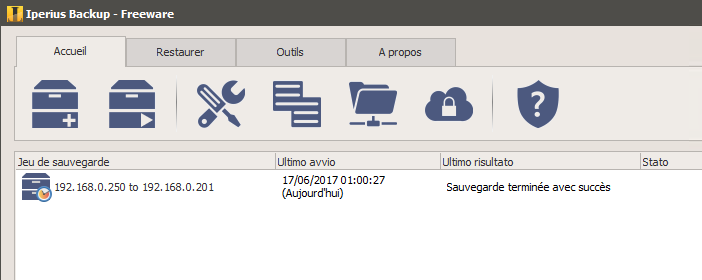 Iperius Backup - Freeware
Accueil
Restaurer
Outils
A propos
Jeu de sauvegarde
Ultimo avvio
Ultimo risultato
Stato
192.168.0.250 to 192.168.0.201
17/06/2017 01:00:27
(Aujourd'hui)
Sauvegarde terminée avec succès